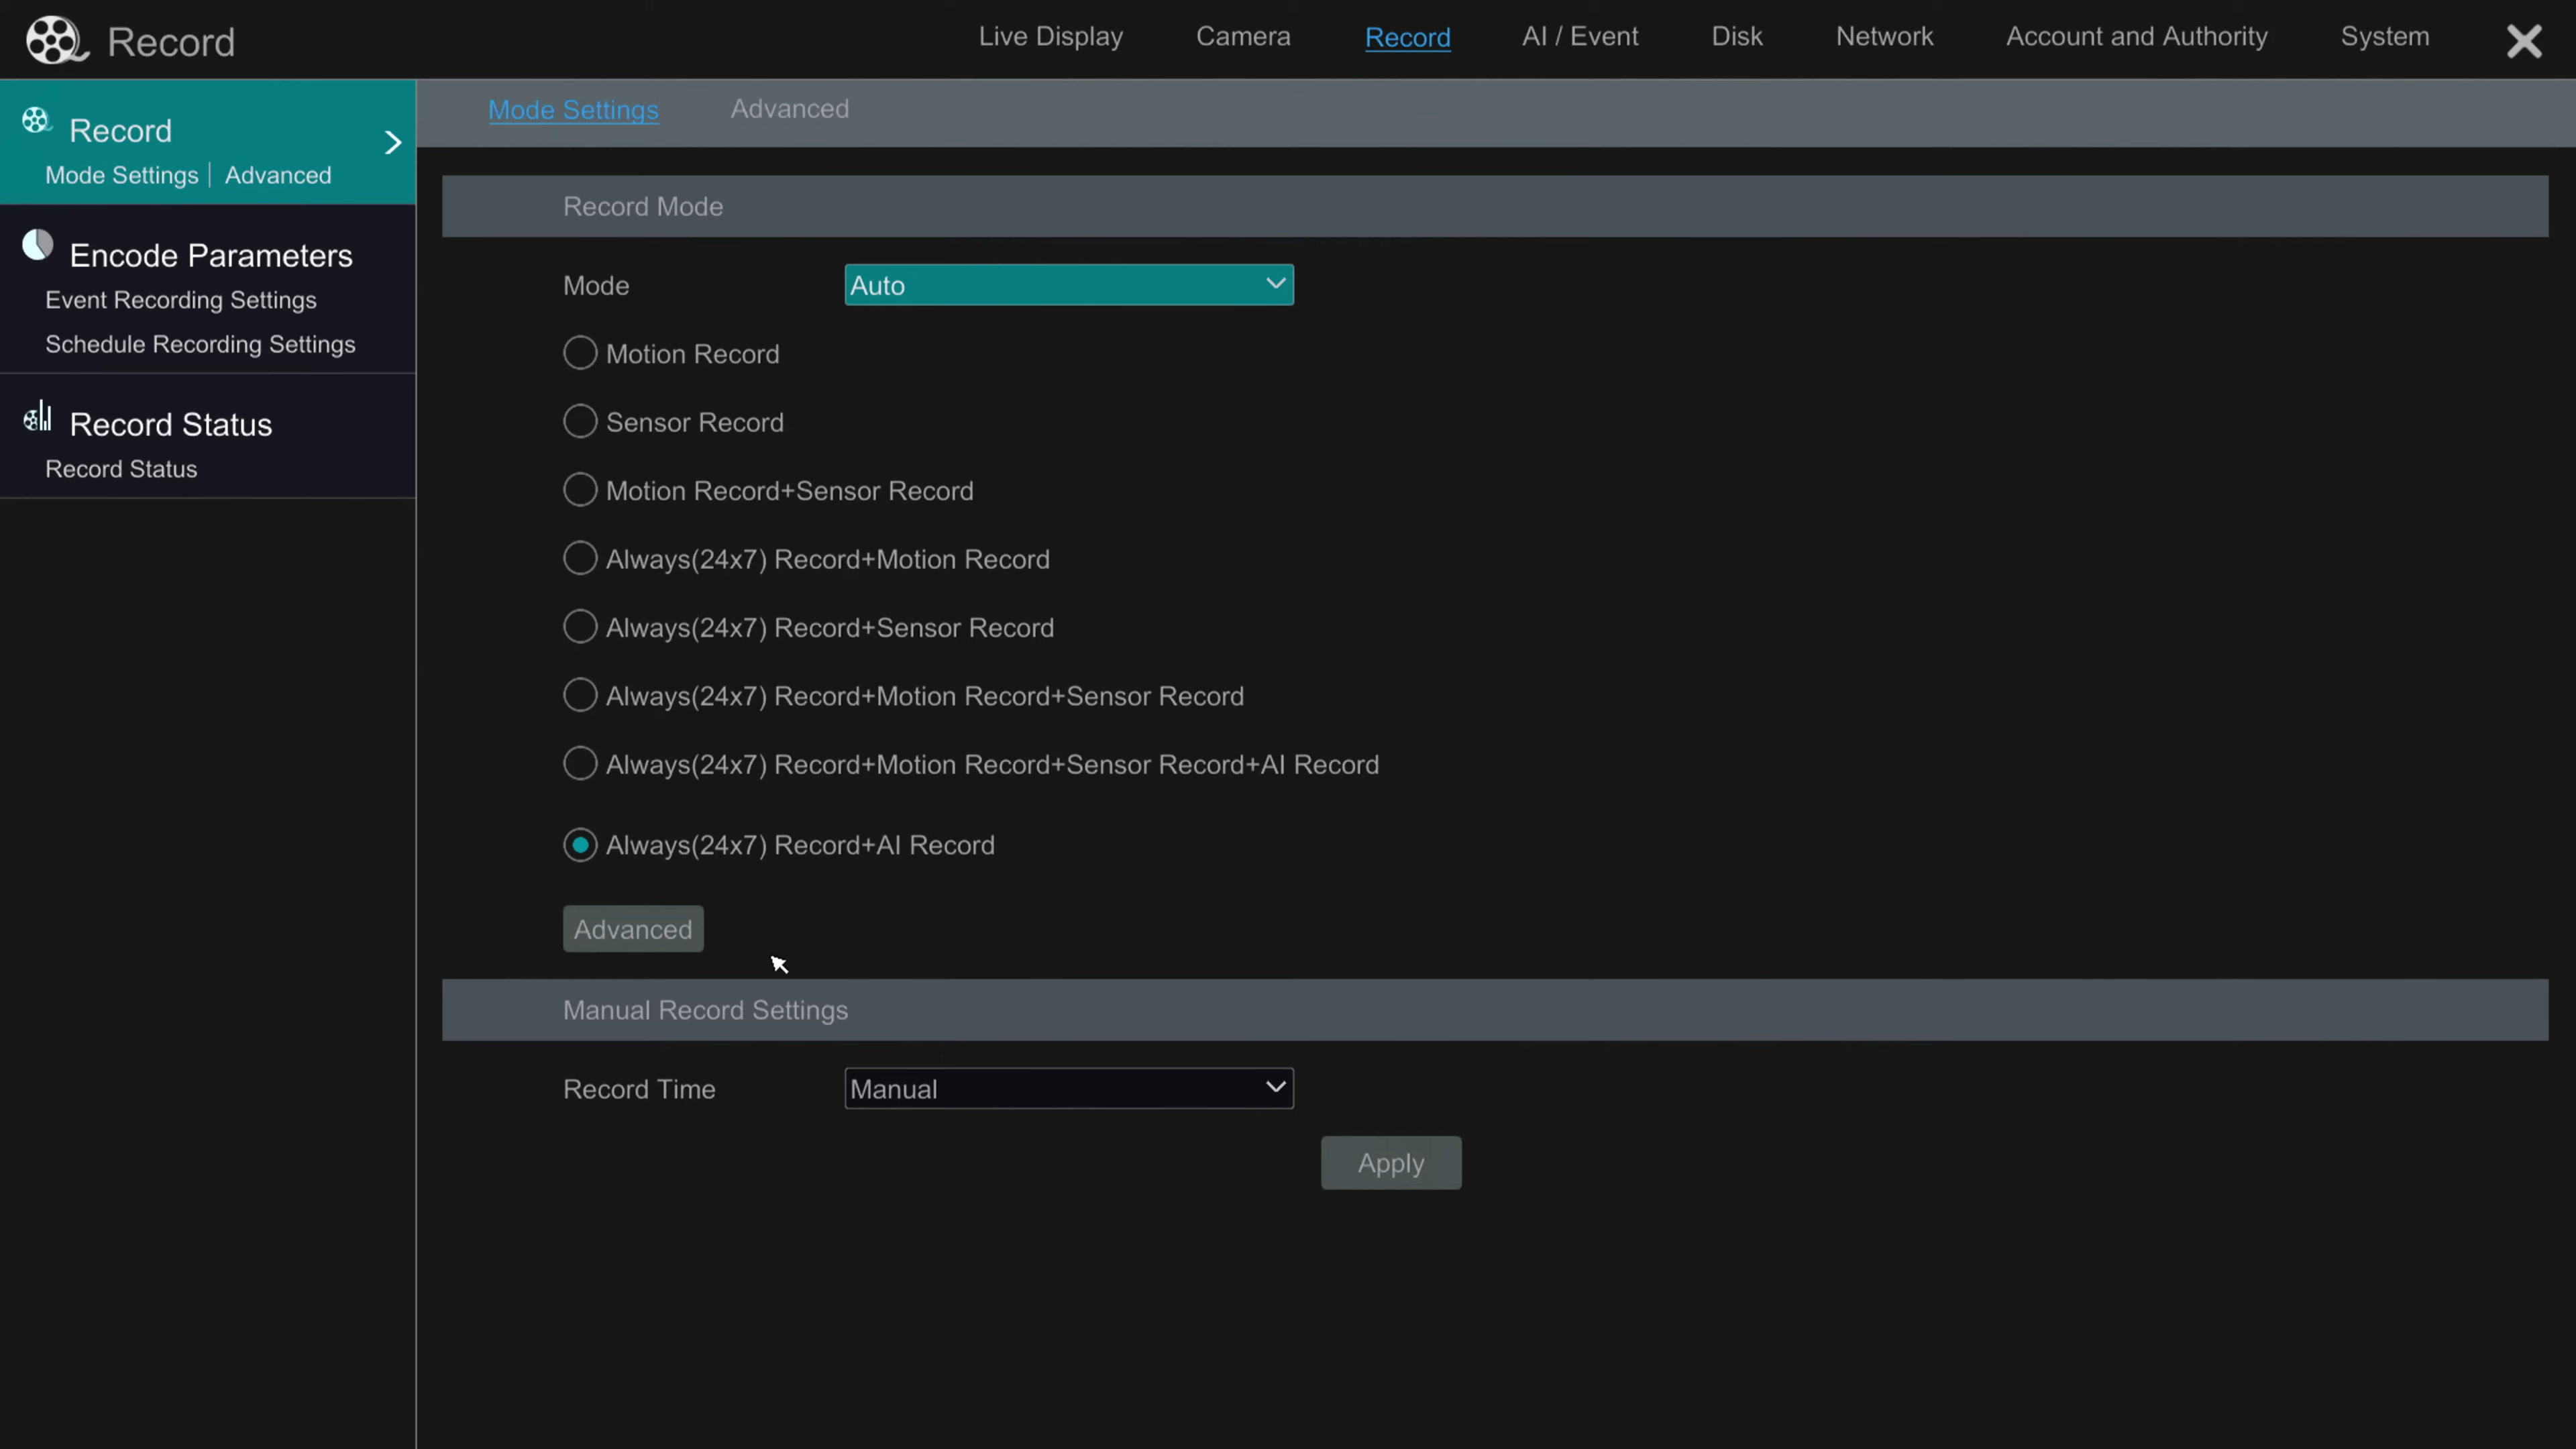 Record
Live Display
Camera
Record
AI / Event
Disk
Network
Account and Authority
System
Record
Mode Settings | Advanced
Encode Parameters
Event Recording Settings
Schedule Recording Settings
Record Status
Record Status
Mode Settings
Advanced
Record Mode
Mode
Auto
Motion Record
Sensor Record
Motion Record+Sensor Record
Always(24x7) Record+Motion Record
Always(24x7) Record+Sensor Record
Always(24x7) Record+Motion Record+Sensor Record
Always(24x7) Record+Motion Record+Sensor Record+AI Record
Always(24x7) Record+AI Record
Advanced
Manual Record Settings
Record Time
Manual
Apply